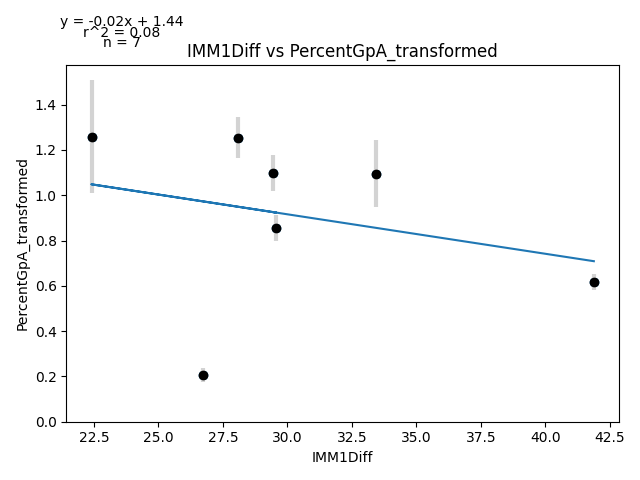 y = -0.02x + 1.44
r^2 = 0.08
n = 7
IMM1Diff vs PercentGpA_transformed
PercentGpA_transformed
1.4
1.2
1.0
0.8
0.6
0.4
0.2
0.0
22.5 25.0 27.5 30.0 32.5 35.0 37.5 40.0 42.5
IMM1Diff